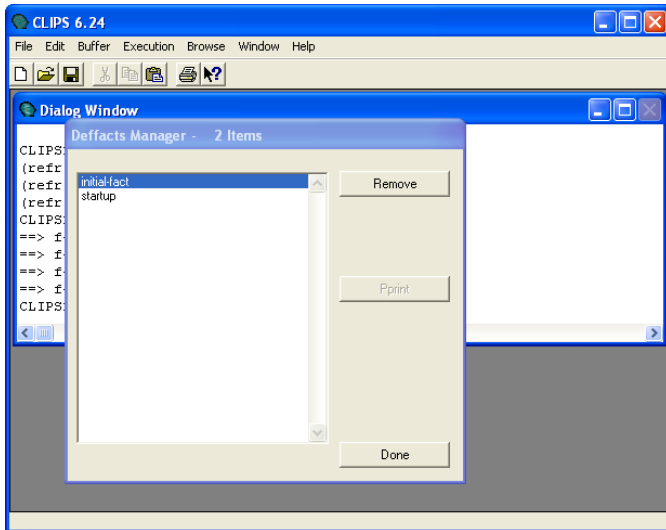 CLIPS 6.24
File Edit Buffer Execution Browse Window Help
Dialog Window
Deffacts Manager - 2 Items
CLIPS
(refr
(refr
(refr
CLIPS
==> f
==> f
==> f
==> f
CLIPS
initial-fact
startup
Remove
Pprint
Done